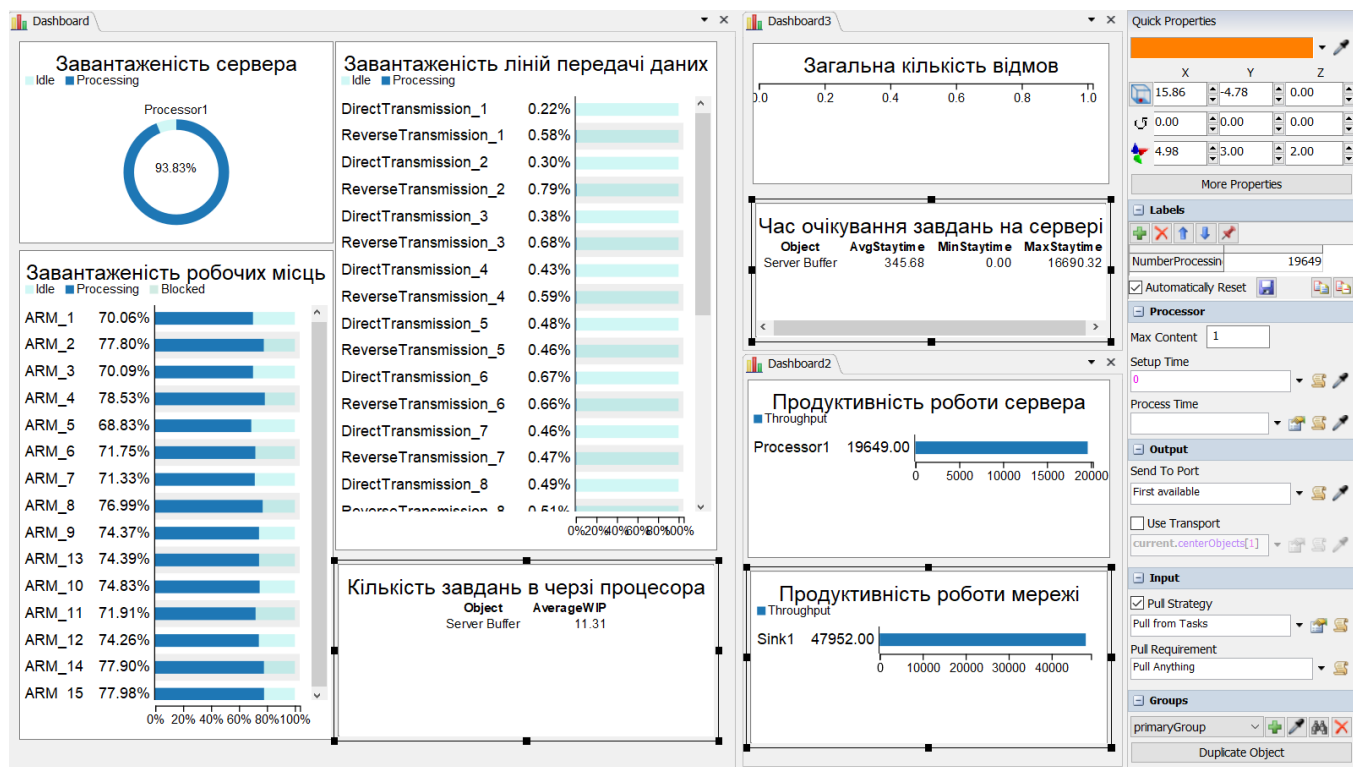 Dashboard
Завантаженість сервера
Idle Processing
Processor1
93.83%
Завантаженість робочих місць
Idle Processing Blocked
ARM_1 70.06%
ARM_2 77.80%
ARM_3 70.09%
ARM_4 78.53%
ARM_5 68.83%
ARM_6 71.75%
ARM_7 71.33%
ARM_8 76.99%
ARM_9 74.37%
ARM_13 74.39%
ARM_10 74.83%
ARM_11 71.91%
ARM_12 74.26%
ARM_14 77.90%
ARM_15 77.98%
0% 20% 40% 60% 80% 100%
Завантаженість ліній передачі даних
Idle Processing
DirectTransmission_1 0.22%
ReverseTransmission_1 0.58%
DirectTransmission_2 0.30%
ReverseTransmission_2 0.79%
DirectTransmission_3 0.38%
ReverseTransmission_3 0.68%
DirectTransmission_4 0.43%
ReverseTransmission_4 0.59%
DirectTransmission_5 0.48%
ReverseTransmission_5 0.46%
DirectTransmission_6 0.67%
ReverseTransmission_6 0.66%
DirectTransmission_7 0.46%
ReverseTransmission_7 0.47%
DirectTransmission_8 0.49%
ReverseTransmission_8 0.51%
0% 20% 40% 60% 80% 100%
Кількість завдань в черзі процесора
Object AverageWIP
Server Buffer 11.31
Dashboard3
Загальна кількість відмов
0.0 0.2 0.4 0.6 0.8 1.0
Час очікування завдань на сервері
Object AvgStaytime MinStaytime MaxStaytime
Server Buffer 345.68 0.00 16690.32
Dashboard2
Продуктивність роботи сервера
Throughput
Processor1 19649.00
0 5000 10000 15000 20000
Продуктивність роботи мережі
Throughput
Sink1 47952.00
0 10000 20000 30000 40000
Quick Properties
X Y Z
15.86 -4.78 0.00
0.00 0.00 0.00
4.98 3.00 2.00
More Properties
Labels
NumberProcessin 19649
Automatically Reset
Processor
Max Content 1
Setup Time
0
Process Time
Output
Send To Port
First available
Use Transport
current.centerObjects[1]
Input
Pull Strategy
Pull from Tasks
Pull Requirement
Pull Anything
Groups
primaryGroup
Duplicate Object